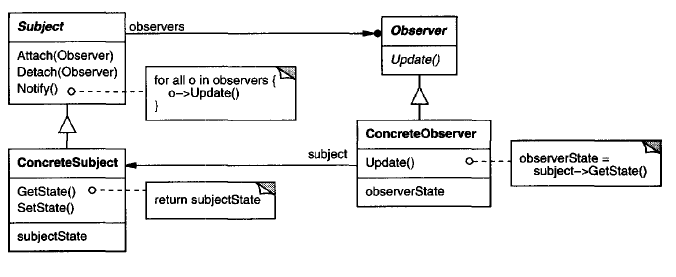 Subject
observers
Observer
Attach(Observer)
Detach(Observer)
Notify()
for all o in observers {
o->Update()
}
Update()
ConcreteSubject
GetState()
SetState()
subjectState
return subjectState
subject
ConcreteObserver
Update()
observerState
observerState =
subject->GetState()